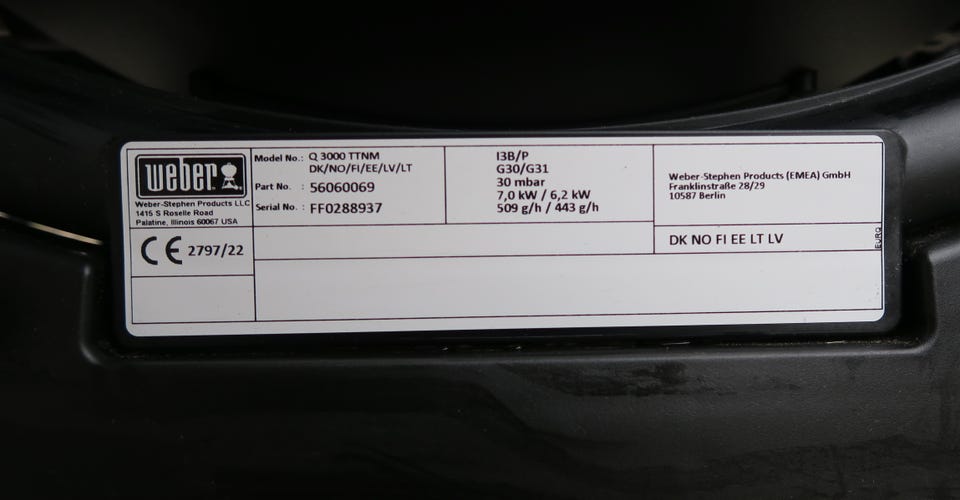 weber
Weber-Stephen Products LLC
1415 S Roselle Road
Palatine, Illinois 60067 USA
CE 2797/22
Model No.: Q 3000 TTNM
DK/NO/FI/EE/LV/LT
Part No. : 56060069
Serial No. : FF0288937
I3B/P
G30/G31
30 mbar
7,0 kW / 6,2 kW
509 g/h / 443 g/h
Weber-Stephen Products (EMEA) GmbH
Franklinstraße 28/29
10587 Berlin
DK NO FI EE LT LV
EURO